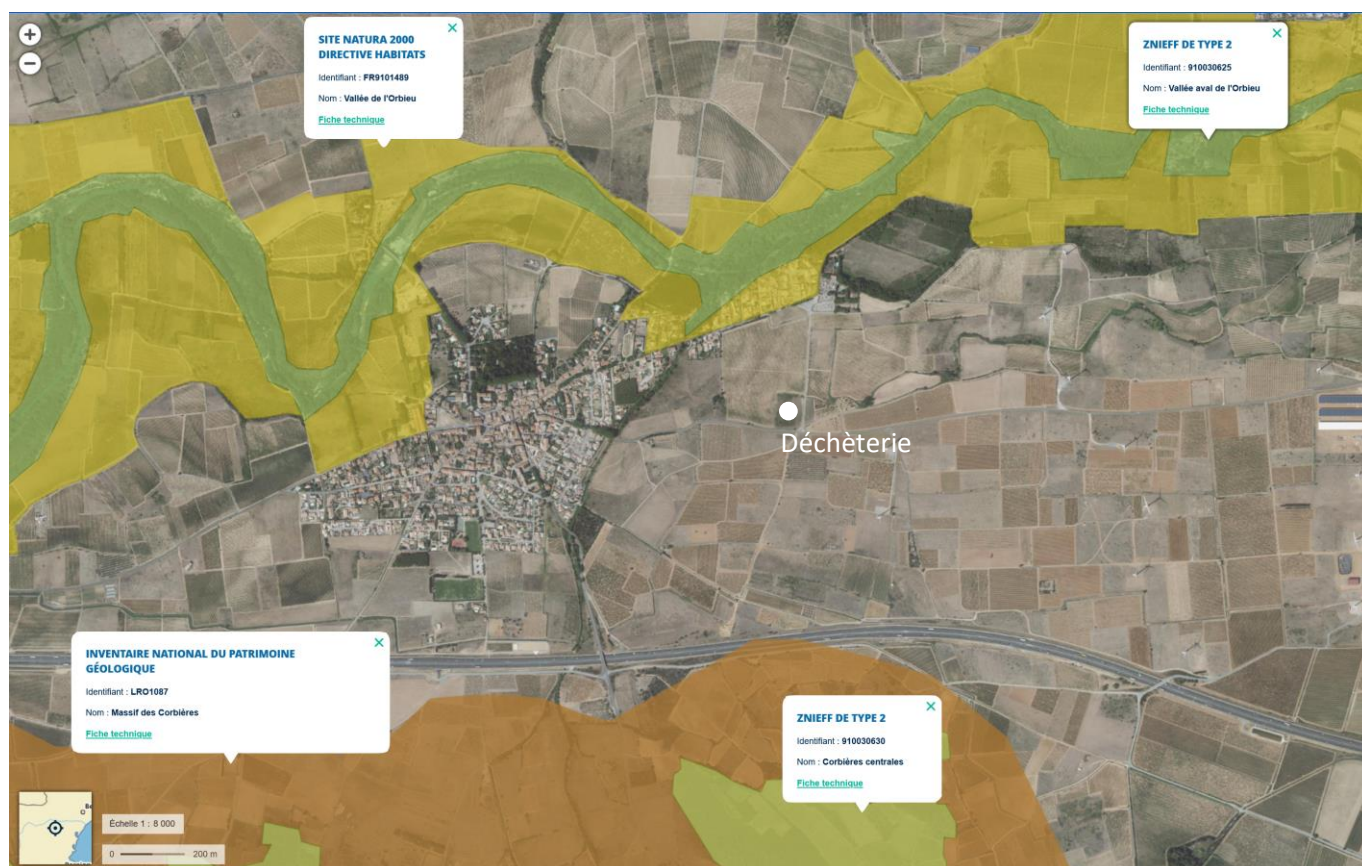 +
−
SITE NATURA 2000
DIRECTIVE HABITATS
Identifiant : FR9101489
Nom : Vallée de l'Orbieu
Fiche technique
ZNIEFF DE TYPE 2
Identifiant : 910030625
Nom : Vallée aval de l'Orbieu
Fiche technique
Déchèterie
INVENTAIRE NATIONAL DU PATRIMOINE
GÉOLOGIQUE
Identifiant : LRO1087
Nom : Massif des Corbières
Fiche technique
ZNIEFF DE TYPE 2
Identifiant : 910030630
Nom : Corbières centrales
Fiche technique
Échelle 1 : 8 000
0 200 m